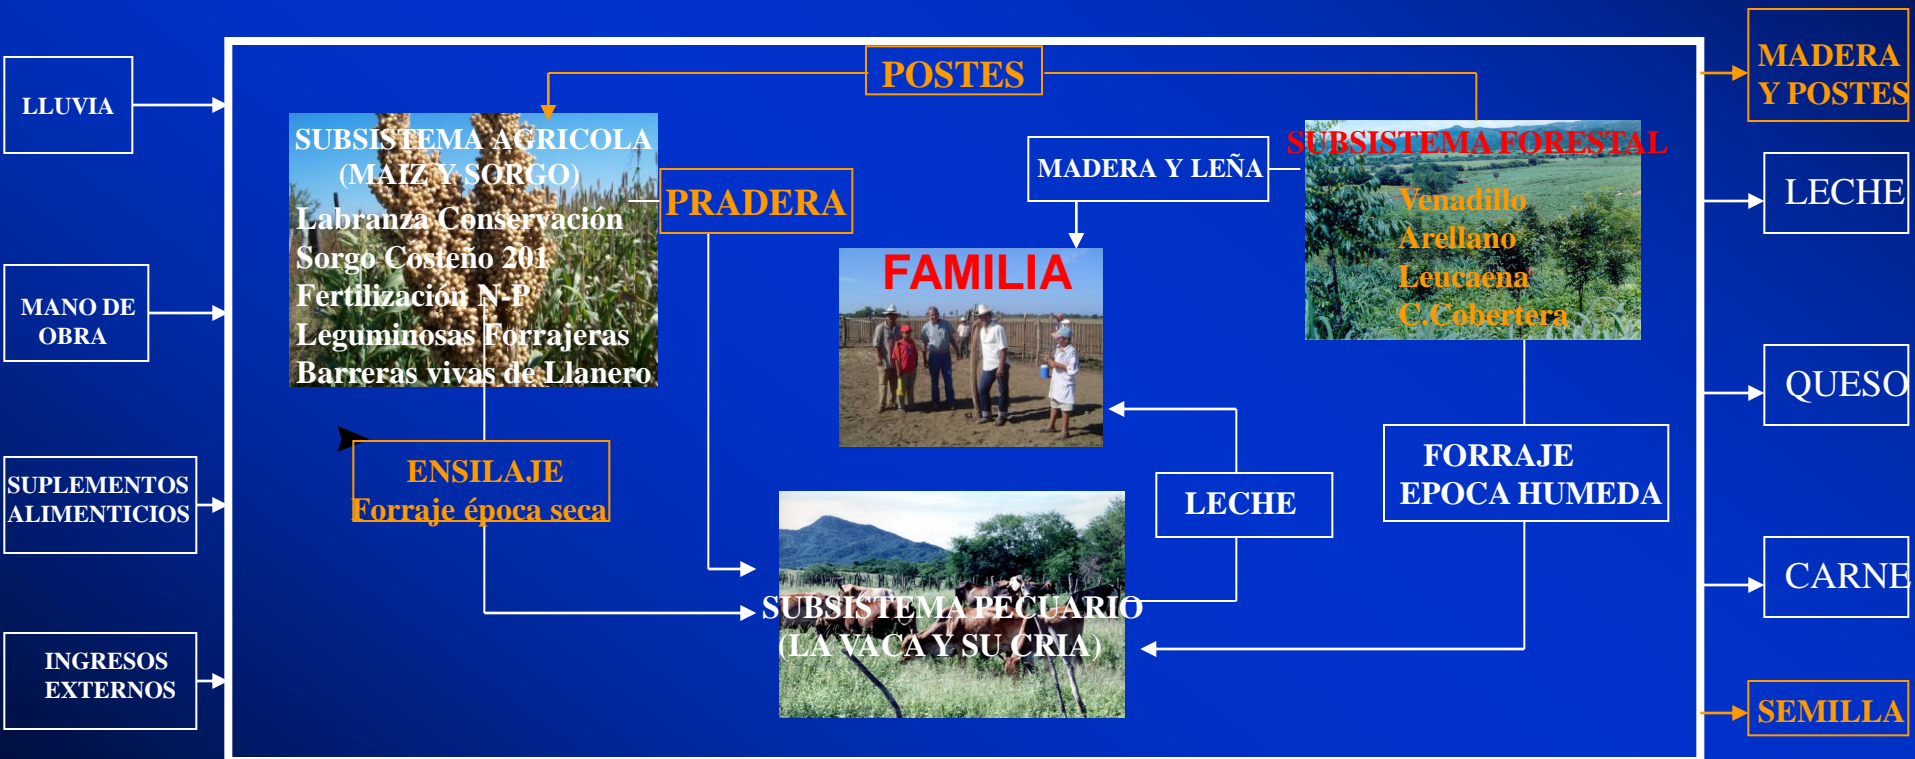 LLUVIA
MANO DE
OBRA
SUPLEMENTOS
ALIMENTICIOS
INGRESOS
EXTERNOS
POSTES
SUBSISTEMA AGRICOLA
(MAIZ Y SORGO)
Labranza Conservación
Sorgo Costeño 201
Fertilización N-P
Leguminosas Forrajeras
Barreras vivas de Llanero
PRADERA
MADERA Y LEÑA
SUBSISTEMA FORESTAL
Venadillo
Arellano
Leucaena
C.Cobertera
FAMILIA
ENSILAJE
Forraje época seca
LECHE
FORRAJE
EPOCA HUMEDA
SUBSISTEMA PECUARIO
(LA VACA Y SU CRIA)
MADERA
Y POSTES
LECHE
QUESO
CARNE
SEMILLA